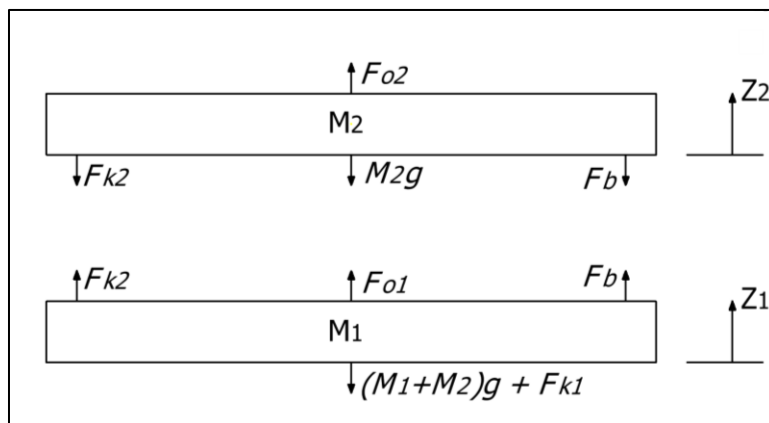 Fo2
Z2
M2
Fk2
M2g
Fb
Fk2
Fo1
Fb
Z1
M1
(M1+M2)g + Fk1